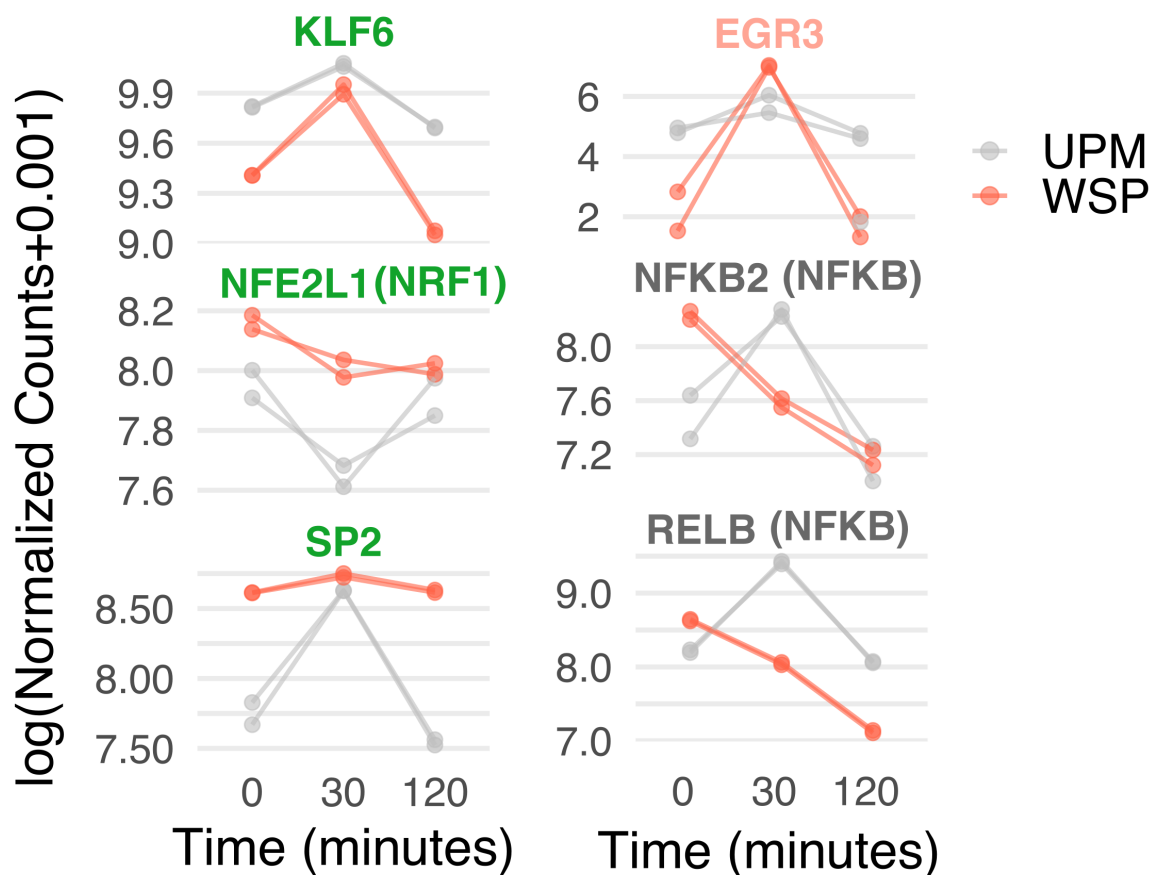 log(Normalized Counts+0.001)
KLF6
9.9
9.6
9.3
9.0
NFE2L1(NRF1)
8.2
8.0
7.8
7.6
SP2
8.50
8.00
7.50
0 30 120
Time (minutes)
EGR3
6
4
2
NFKB2 (NFKB)
8.0
7.6
7.2
RELB (NFKB)
9.0
8.0
7.0
0 30 120
Time (minutes)
UPM
WSP